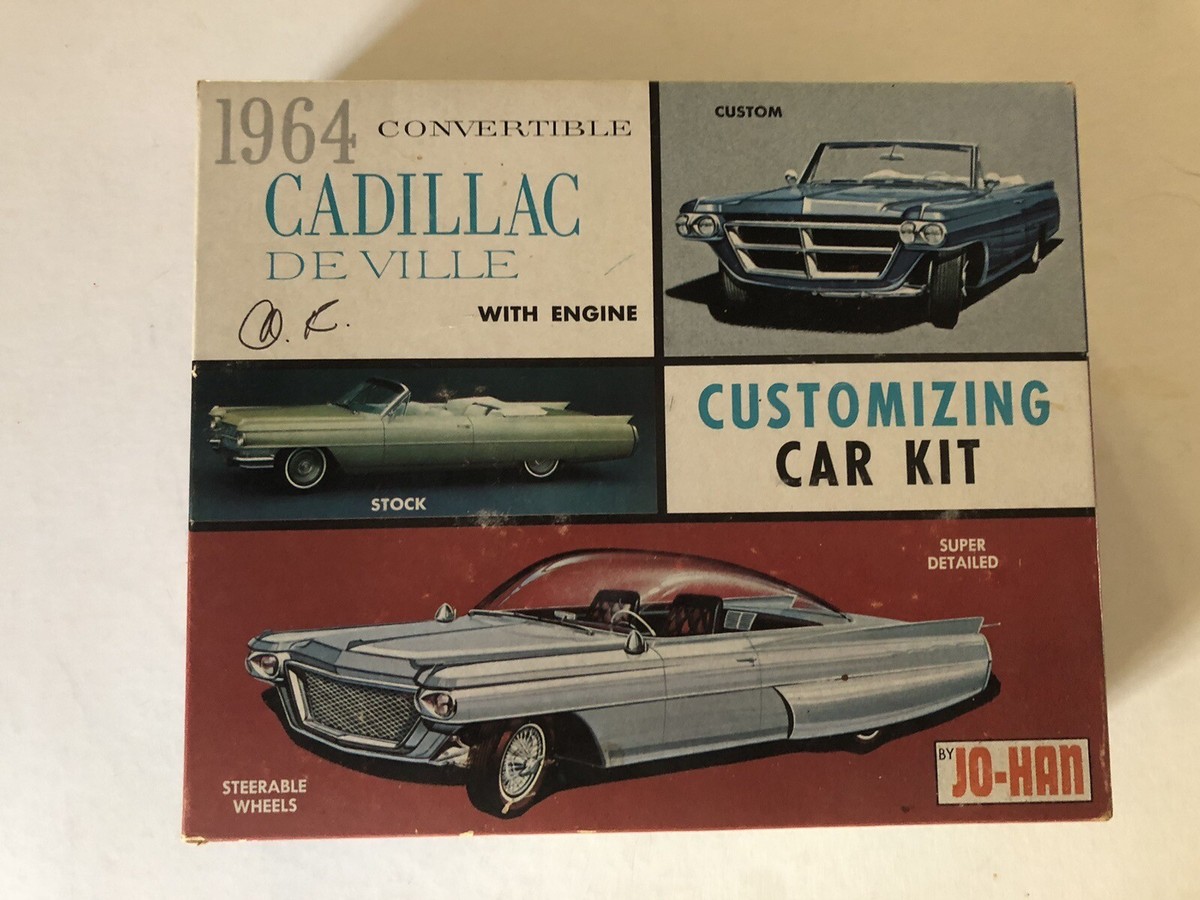 1964 CONVERTIBLE
CADILLAC
DE VILLE
WITH ENGINE
O.K.
CUSTOM
STOCK
CUSTOMIZING
CAR KIT
SUPER
DETAILED
STEERABLE
WHEELS
BY JO-HAN